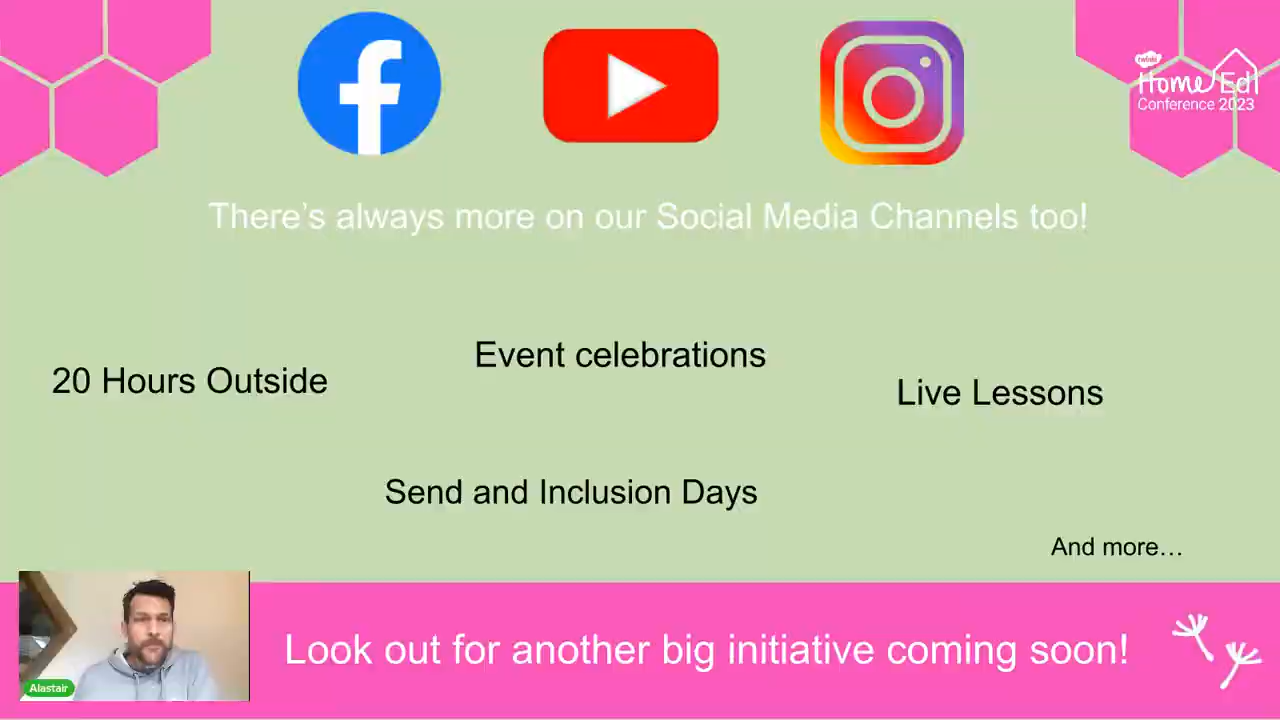 twinkl
Home Ed
Conference 2023
There's always more on our Social Media Channels too!
Event celebrations
20 Hours Outside
Live Lessons
Send and Inclusion Days
And more…
Look out for another big initiative coming soon!
Alastair